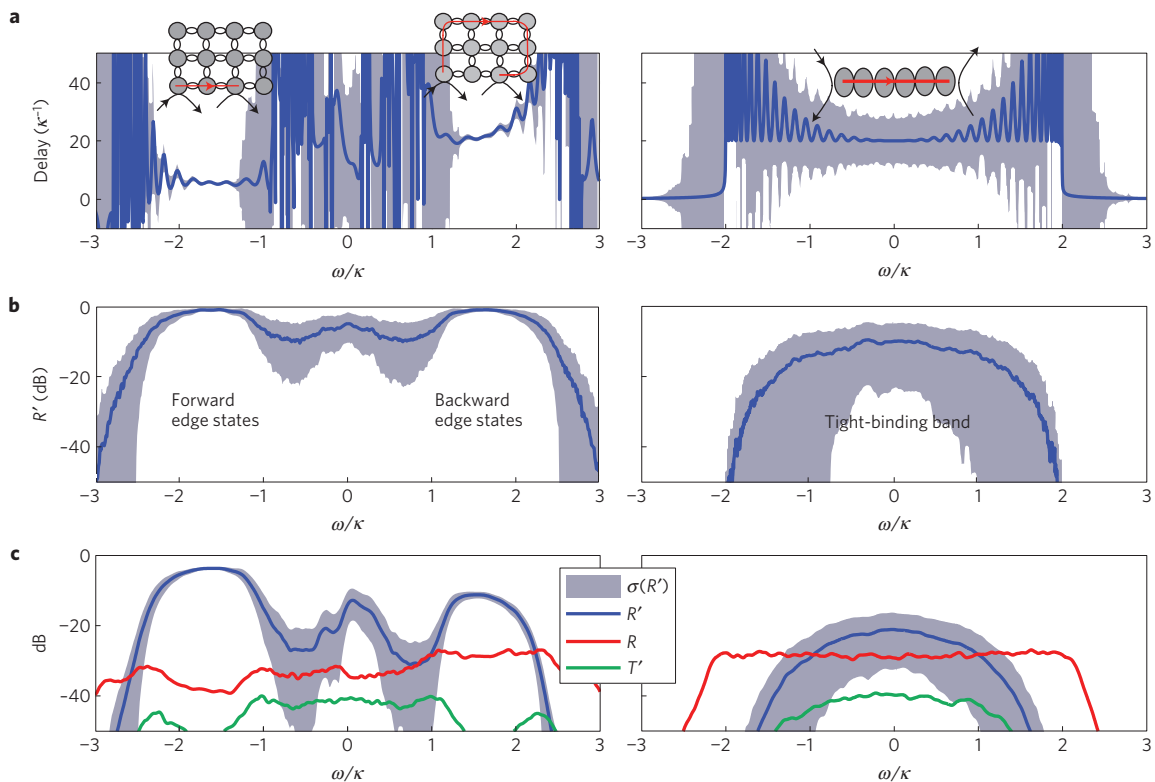 a
Delay (κ⁻¹)
40
20
0
−3
−2
−1
0
1
2
3
ω/κ
−3
−2
−1
0
1
2
3
ω/κ
b
R′ (dB)
0
−20
−40
Forward
edge states
Backward
edge states
Tight-binding band
−3
−2
−1
0
1
2
3
ω/κ
−3
−2
−1
0
1
2
3
ω/κ
c
dB
0
−20
−40
σ(R′)
R′
R
T′
−3
−2
−1
0
1
2
3
ω/κ
−3
−2
−1
0
1
2
3
ω/κ